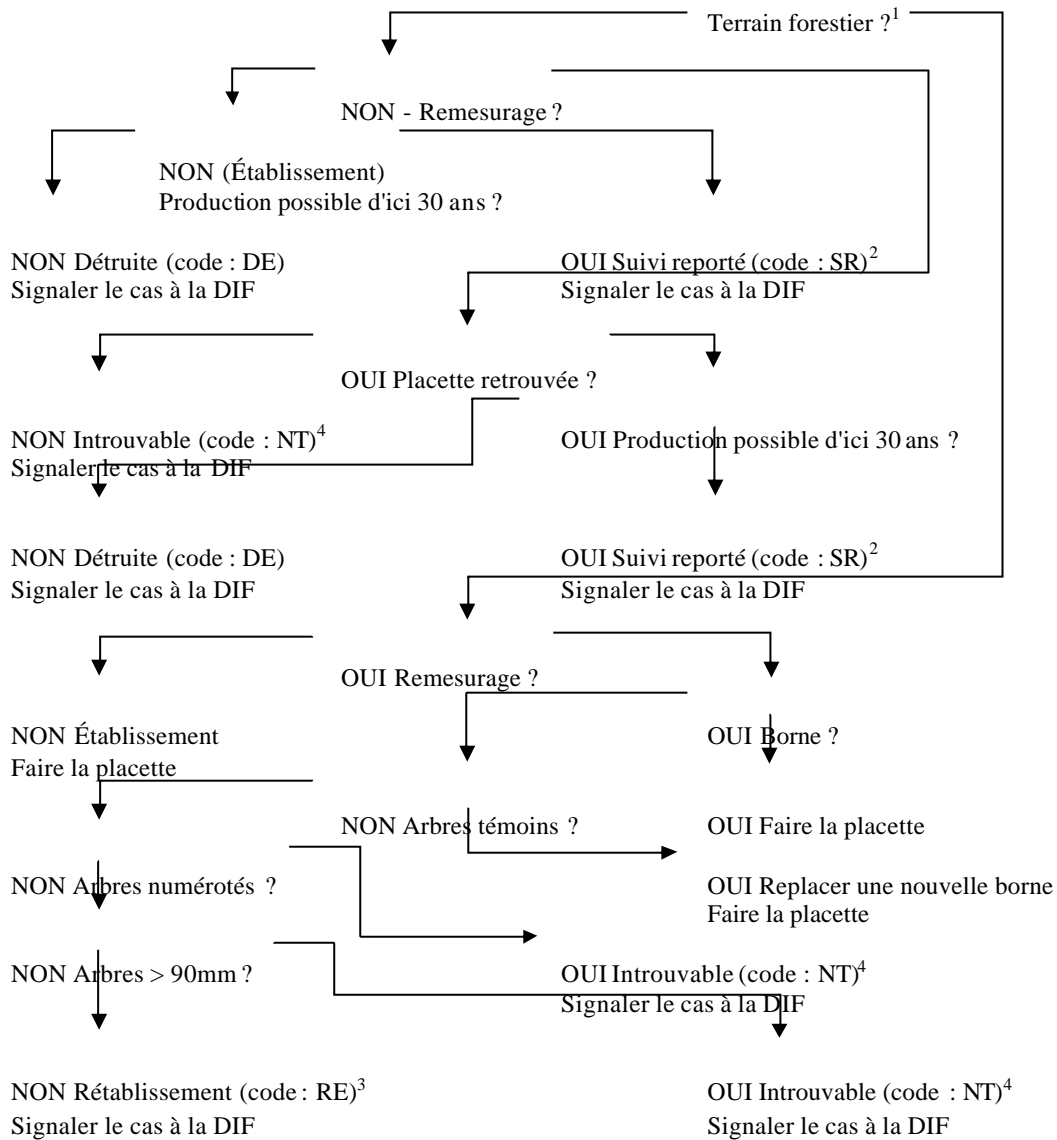 Terrain forestier ?1
NON - Remesurage ?
NON (Établissement)
Production possible d'ici 30 ans ?
NON Détruite (code : DE)
Signaler le cas à la DIF
OUI Suivi reporté (code : SR)2
Signaler le cas à la DIF
OUI Placette retrouvée ?
NON Introuvable (code : NT)4
Signaler le cas à la DIF
OUI Production possible d'ici 30 ans ?
NON Détruite (code : DE)
Signaler le cas à la DIF
OUI Suivi reporté (code : SR)2
Signaler le cas à la DIF
OUI Remesurage ?
NON Établissement
Faire la placette
OUI Borne ?
NON Arbres témoins ?
OUI Faire la placette
NON Arbres numérotés ?
OUI Replacer une nouvelle borne
Faire la placette
NON Arbres > 90mm ?
OUI Introuvable (code : NT)4
Signaler le cas à la DIF
NON Rétablissement (code : RE)3
Signaler le cas à la DIF
OUI Introuvable (code : NT)4
Signaler le cas à la DIF